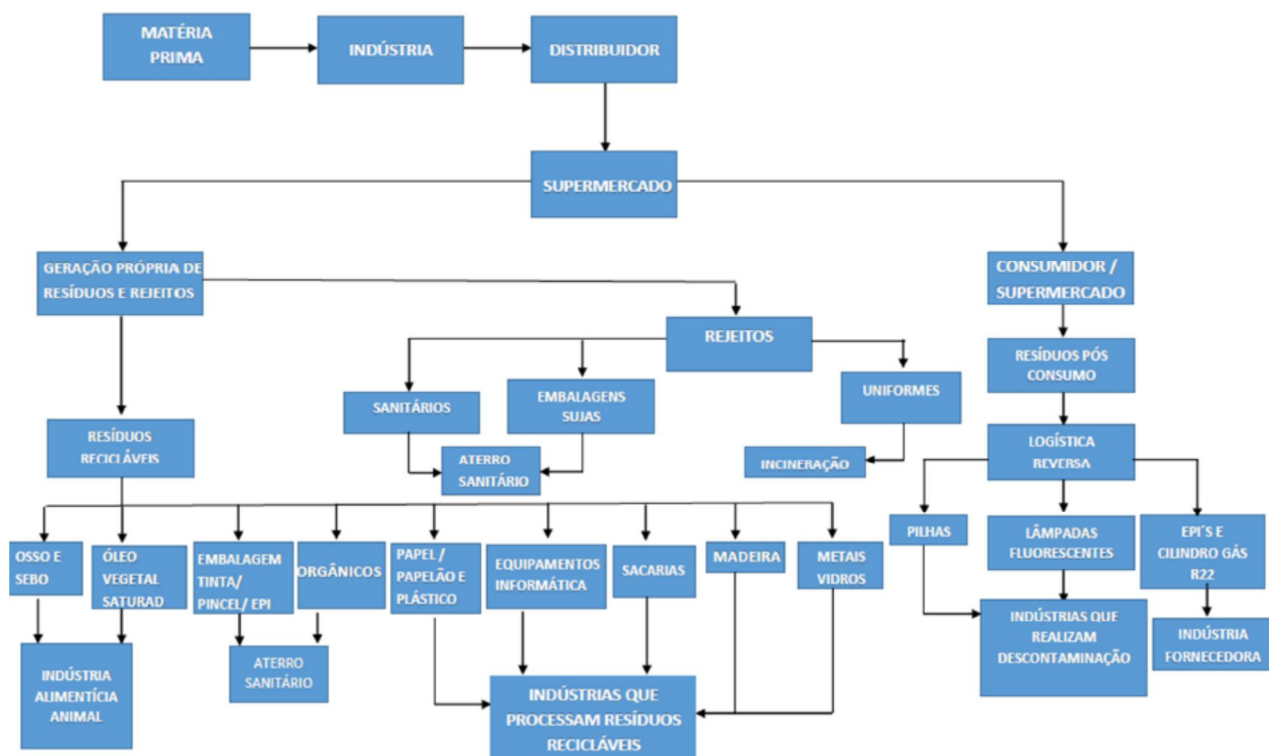 MATÉRIA
PRIMA
INDÚSTRIA
DISTRIBUIDOR
SUPERMERCADO
GERAÇÃO PRÓPRIA DE
RESÍDUOS E REJEITOS
CONSUMIDOR /
SUPERMERCADO
REJEITOS
RESÍDUOS PÓS
CONSUMO
SANITÁRIOS
EMBALAGENS
SUJAS
UNIFORMES
RESÍDUOS
RECICLÁVEIS
ATERRO
SANITÁRIO
INCINERAÇÃO
LOGÍSTICA
REVERSA
OSSO E
SEBO
ÓLEO
VEGETAL
SATURAD
EMBALAGEM
TINTA/
PINCEL/ EPI
ORGÂNICOS
PAPEL /
PAPELÃO E
PLÁSTICO
EQUIPAMENTOS
INFORMÁTICA
SACARIAS
MADEIRA
METAIS
VIDROS
PILHAS
LÂMPADAS
FLUORESCENTES
EPI´S E
CILINDRO GÁS
R22
INDÚSTRIA
ALIMENTÍCIA
ANIMAL
ATERRO
SANITÁRIO
INDÚSTRIAS QUE
PROCESSAM RESÍDUOS
RECICLÁVEIS
INDÚSTRIAS QUE
REALIZAM
DESCONTAMINAÇÃO
INDÚSTRIA
FORNECEDORA